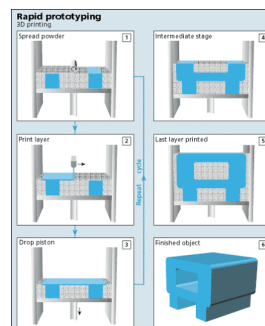 Rapid prototyping
3D printing
Spread powder
1
Print layer
2
Drop piston
3
Repeat cycle
Intermediate stage
4
Last layer printed
5
Finished object
6